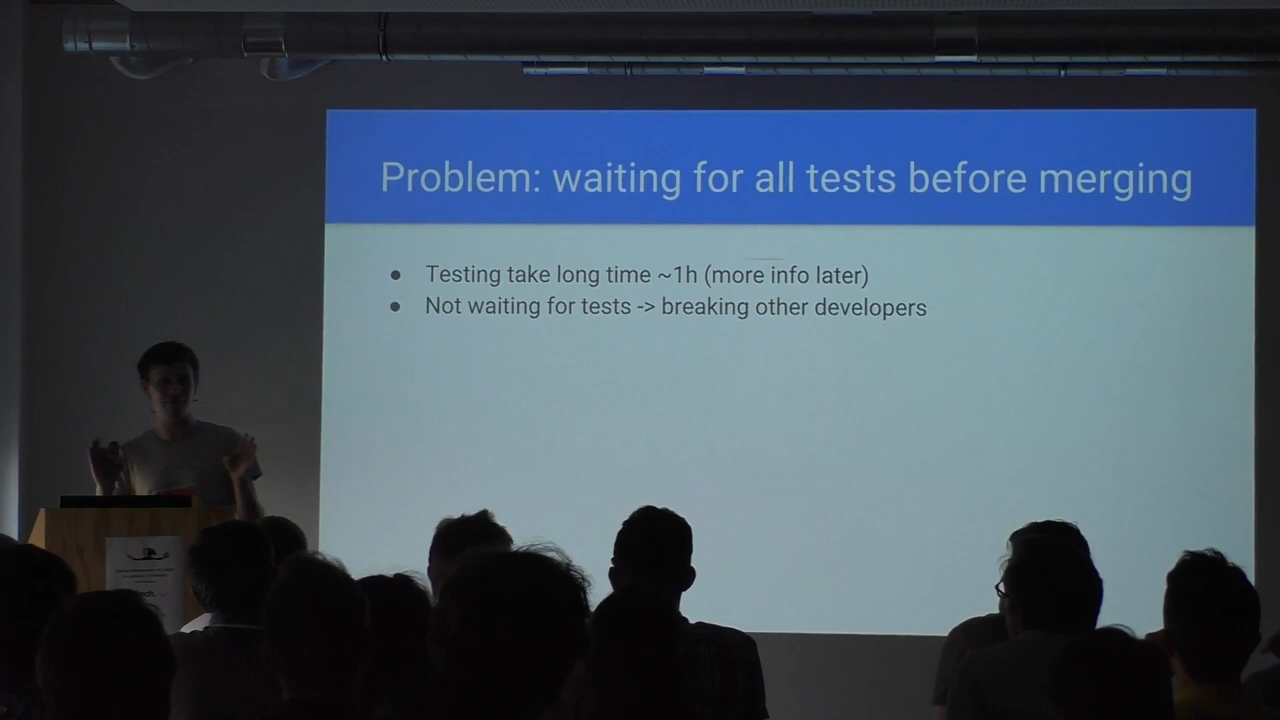 Problem: waiting for all tests before merging
● Testing take long time ~1h (more info later)
● Not waiting for tests -> breaking other developers